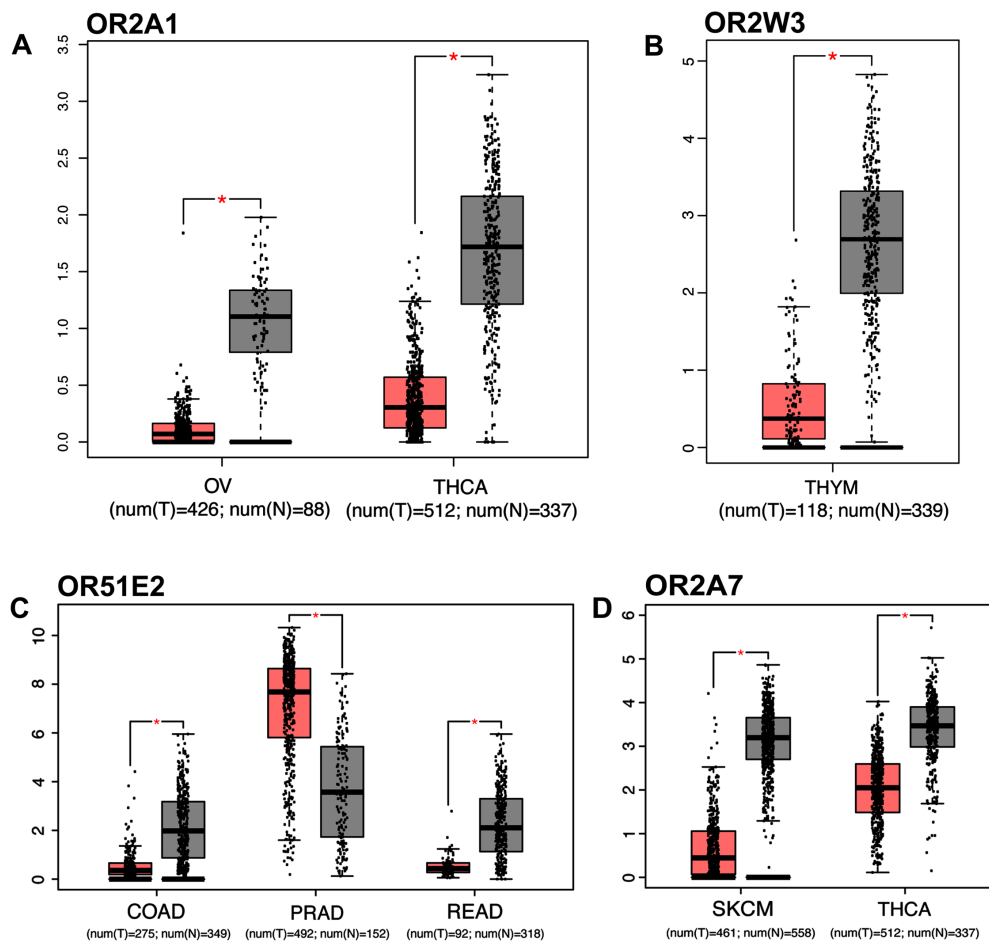 A
OR2A1
3.5
3.0
2.5
2.0
1.5
1.0
0.5
0.0
*
*
OV
THCA
(num(T)=426; num(N)=88)
(num(T)=512; num(N)=337)
B
OR2W3
5
4
3
2
1
0
*
THYM
(num(T)=118; num(N)=339)
C
OR51E2
10
8
6
4
2
0
*
*
*
COAD
PRAD
READ
(num(T)=275; num(N)=349)
(num(T)=492; num(N)=152)
(num(T)=92; num(N)=318)
D
OR2A7
6
5
4
3
2
1
0
*
*
SKCM
THCA
(num(T)=461; num(N)=558)
(num(T)=512; num(N)=337)